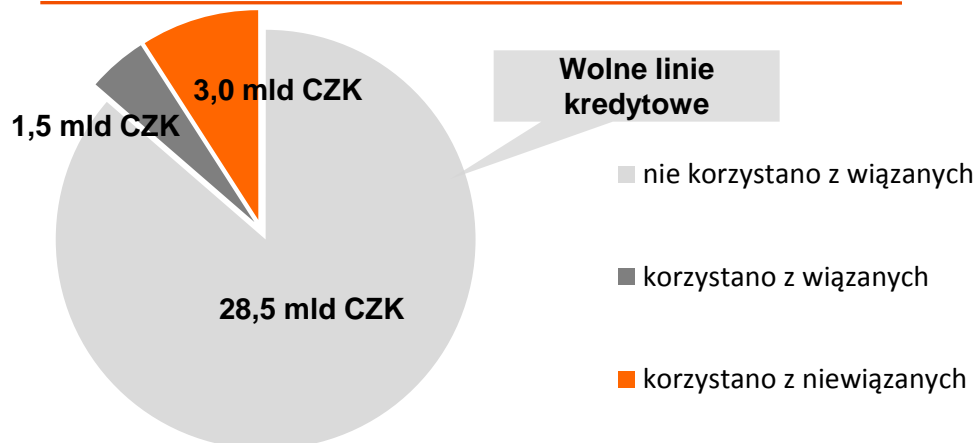 Wolne linie
kredytowe
3,0 mld CZK
1,5 mld CZK
28,5 mld CZK
nie korzystano z wiązanych
korzystano z wiązanych
korzystano z niewiązanych